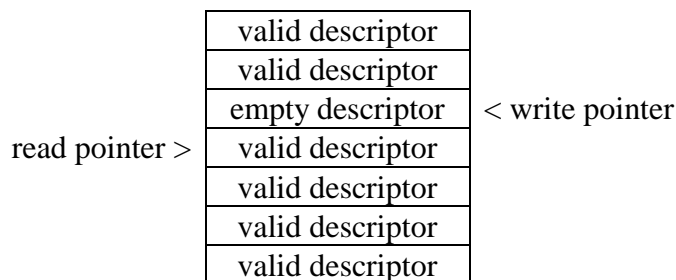 valid descriptor
valid descriptor
empty descriptor < write pointer
read pointer > valid descriptor
valid descriptor
valid descriptor
valid descriptor